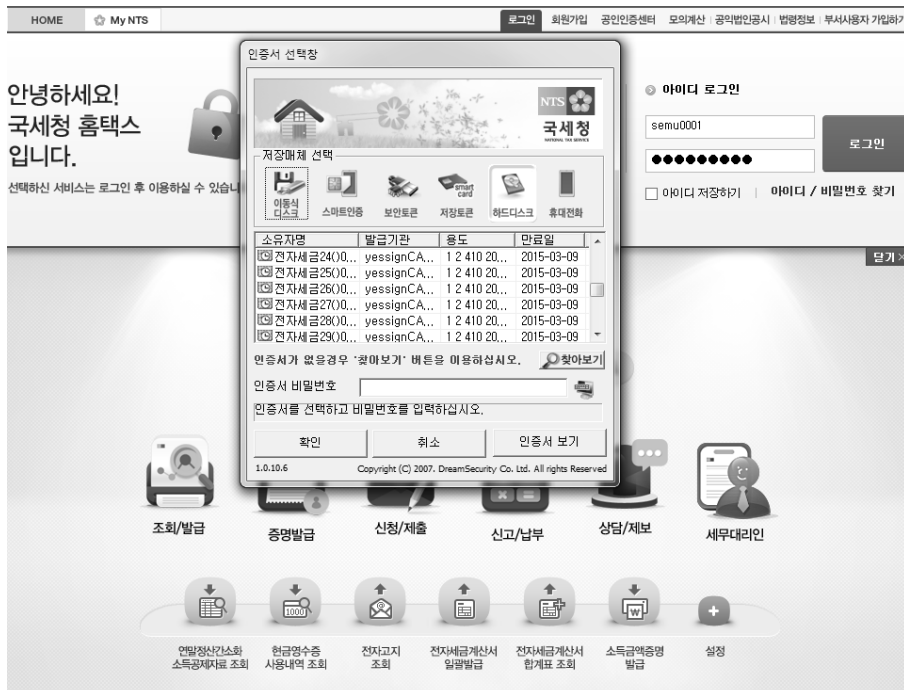 HOME
My NTS
로그인
회원가입
공인인증센터
모의계산
공익법인공시
법령정보
부서사용자 가입하기
안녕하세요!
국세청 홈택스
입니다.
선택하신 서비스는 로그인 후 이용하실 수 있습니
아이디 로그인
semu0001
로그인
아이디 저장하기
아이디 / 비밀번호 찾기
닫기
인증서 선택창
NTS
국세청
NATIONAL TAX SERVICE
저장매체 선택
이동식
디스크
스마트인증
보안토큰
smart
card
저장토큰
하드디스크
휴대전화
소유자명 발급기관 용도 만료일
전자세금24()0... yessignCA... 1 2 410 20... 2015-03-09
전자세금25()0... yessignCA... 1 2 410 20... 2015-03-09
전자세금26()0... yessignCA... 1 2 410 20... 2015-03-09
전자세금27()0... yessignCA... 1 2 410 20... 2015-03-09
전자세금28()0... yessignCA... 1 2 410 20... 2015-03-09
전자세금29()0... yessignCA... 1 2 410 20... 2015-03-09
인증서가 없을경우 '찾아보기' 버튼을 이용하십시오.
찾아보기
인증서 비밀번호
인증서를 선택하고 비밀번호를 입력하십시오.
확인
취소
인증서 보기
1.0.10.6
Copyright (C) 2007. DreamSecurity Co, Ltd. All rights Reserved
조회/발급
증명발급
신청/제출
신고/납부
상담/제보
세무대리인
1000
W
연말정산간소화
소득공제자료 조회
현금영수증
사용내역 조회
전자고지
조회
전자세금계산서
일괄발급
전자세금계산서
합계표 조회
소득금액증명
발급
설정